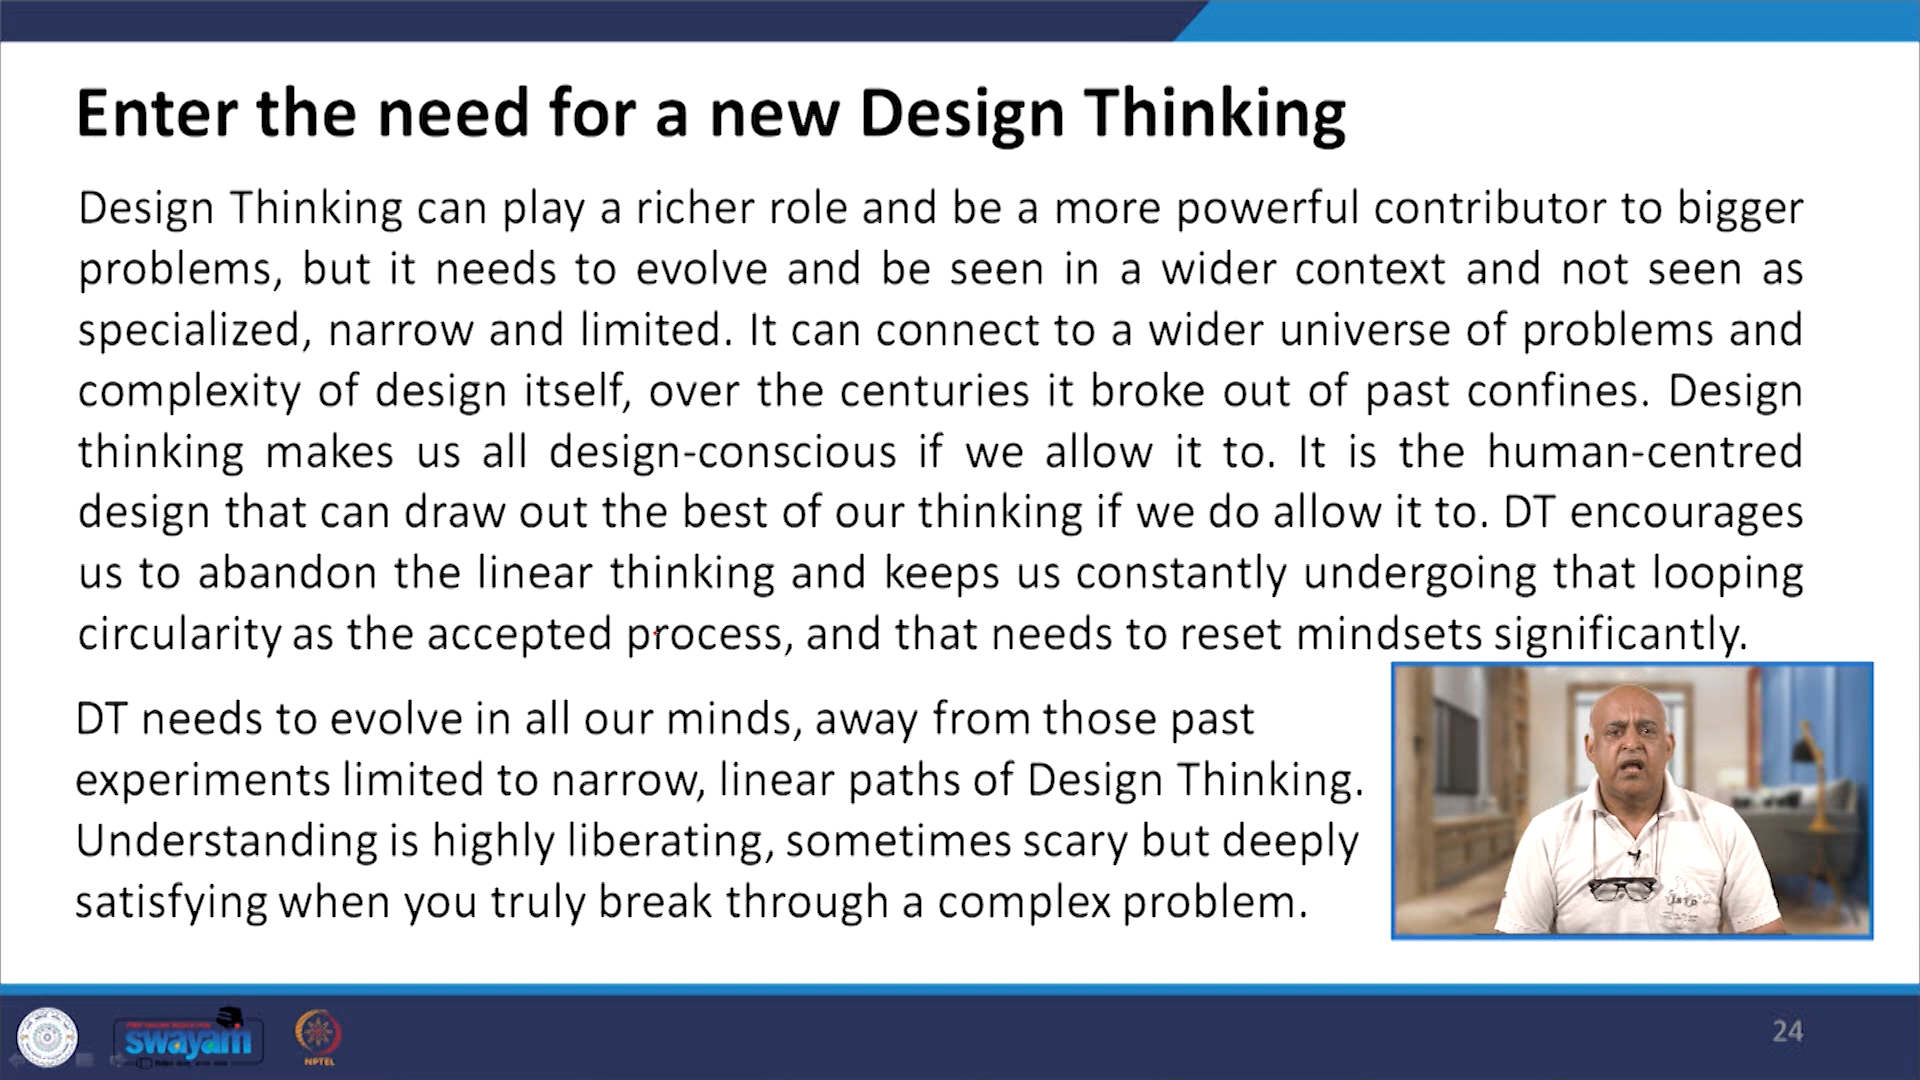 Enter the need for a new Design Thinking
Design Thinking can play a richer role and be a more powerful contributor to bigger
problems, but it needs to evolve and be seen in a wider context and not seen as
specialized, narrow and limited. It can connect to a wider universe of problems and
complexity of design itself, over the centuries it broke out of past confines. Design
thinking makes us all design-conscious if we allow it to. It is the human-centred
design that can draw out the best of our thinking if we do allow it to. DT encourages
us to abandon the linear thinking and keeps us constantly undergoing that looping
circularity as the accepted process, and that needs to reset mindsets significantly.
DT needs to evolve in all our minds, away from those past
experiments limited to narrow, linear paths of Design Thinking.
Understanding is highly liberating, sometimes scary but deeply
satisfying when you truly break through a complex problem.
swayam
NPTEL
24